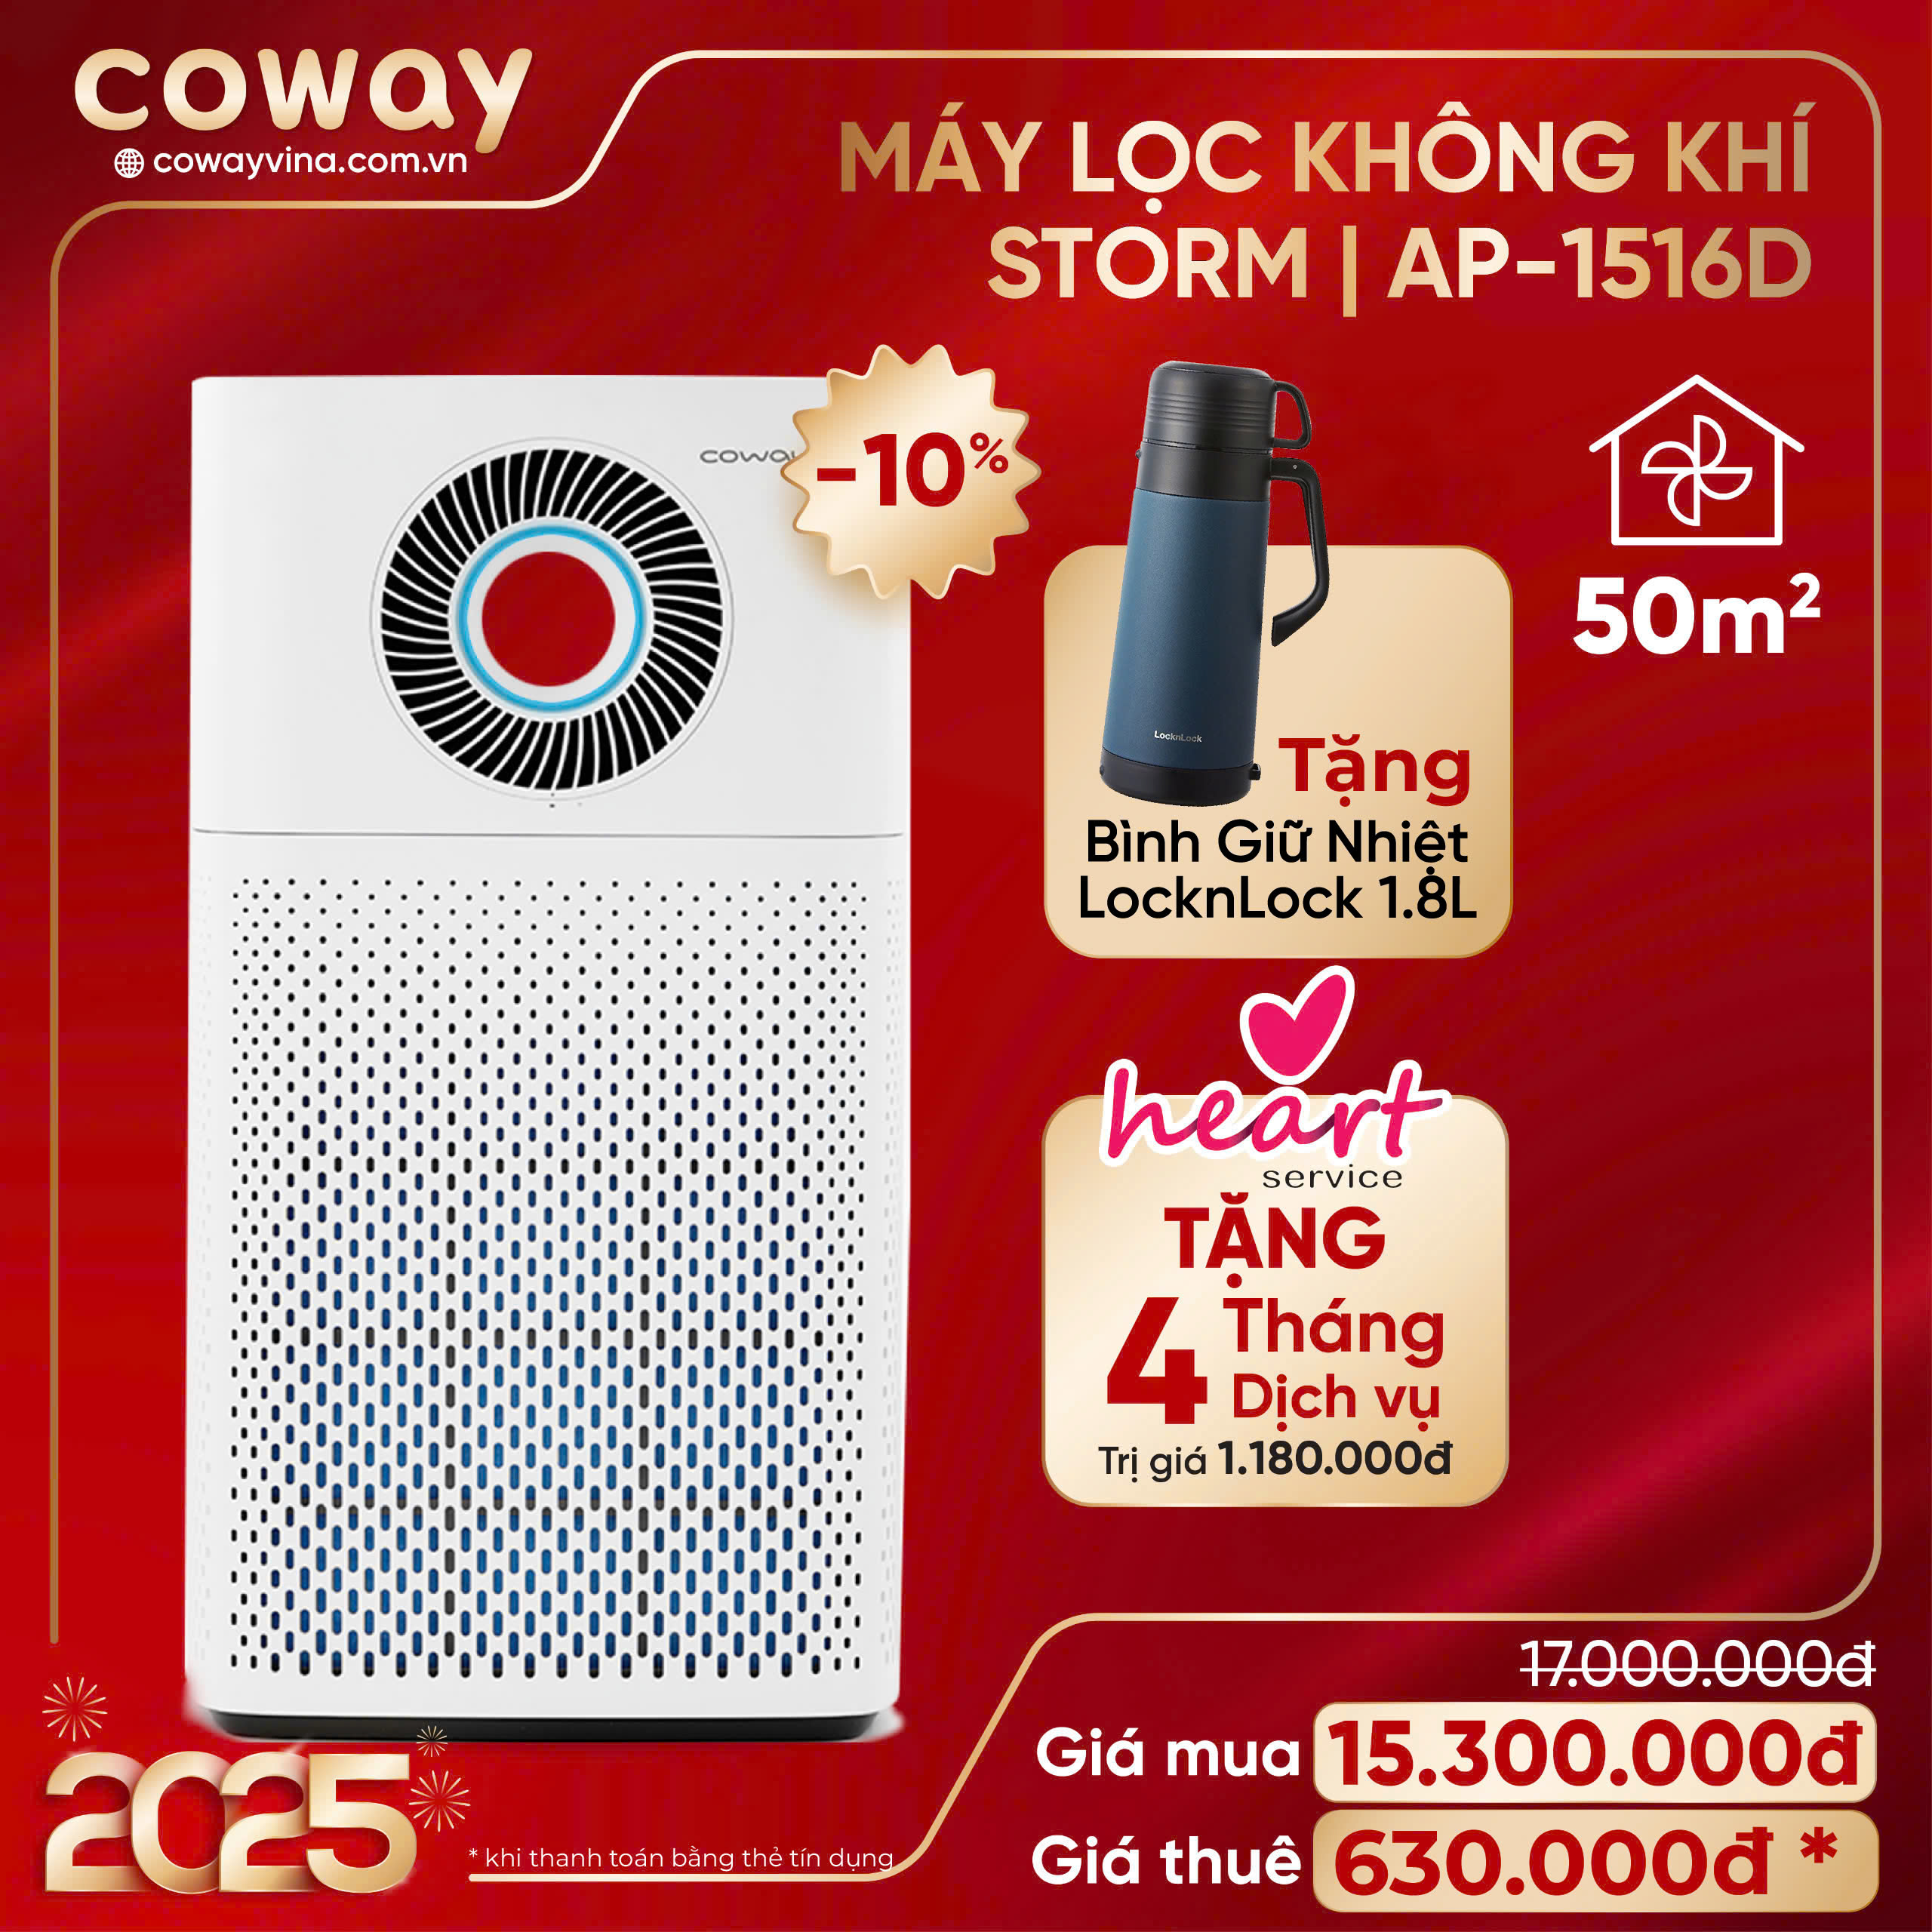 coway
cowayvina.com.vn
MÁY LỌC KHÔNG KHÍ
STORM | AP-1516D
-10%
50m²
LocknLock
Tặng
Bình Giữ Nhiệt
LocknLock 1.8L
heart
service
TẶNG
4 Tháng
Dịch vụ
Trị giá 1.180.000đ
17.000.000đ
Giá mua 15.300.000đ
Giá thuê 630.000đ *
2025
* khi thanh toán bằng thẻ tín dụng